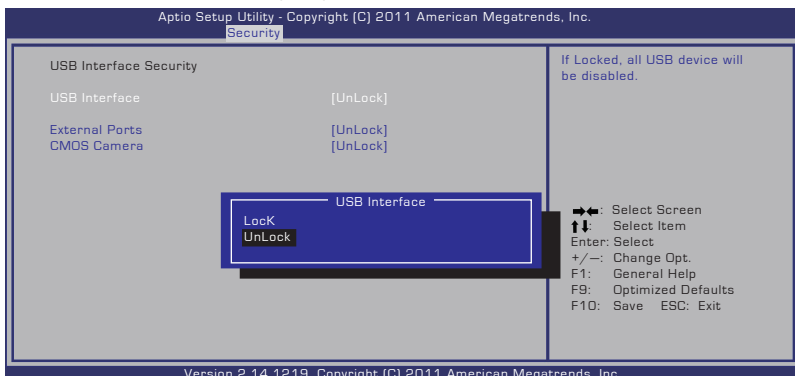 Aptio Setup Utility - Copyright (C) 2011 American Megatrends, Inc.
Security
USB Interface Security
USB Interface [UnLock]
External Ports [UnLock]
CMOS Camera [UnLock]
If Locked, all USB device will
be disabled.
USB Interface
LocK
UnLock
→←: Select Screen
↑↓: Select Item
Enter: Select
+/—: Change Opt.
F1: General Help
F9: Optimized Defaults
F10: Save ESC: Exit
Version 2.14.1219. Copyright (C) 2011 American Megatrends, Inc.